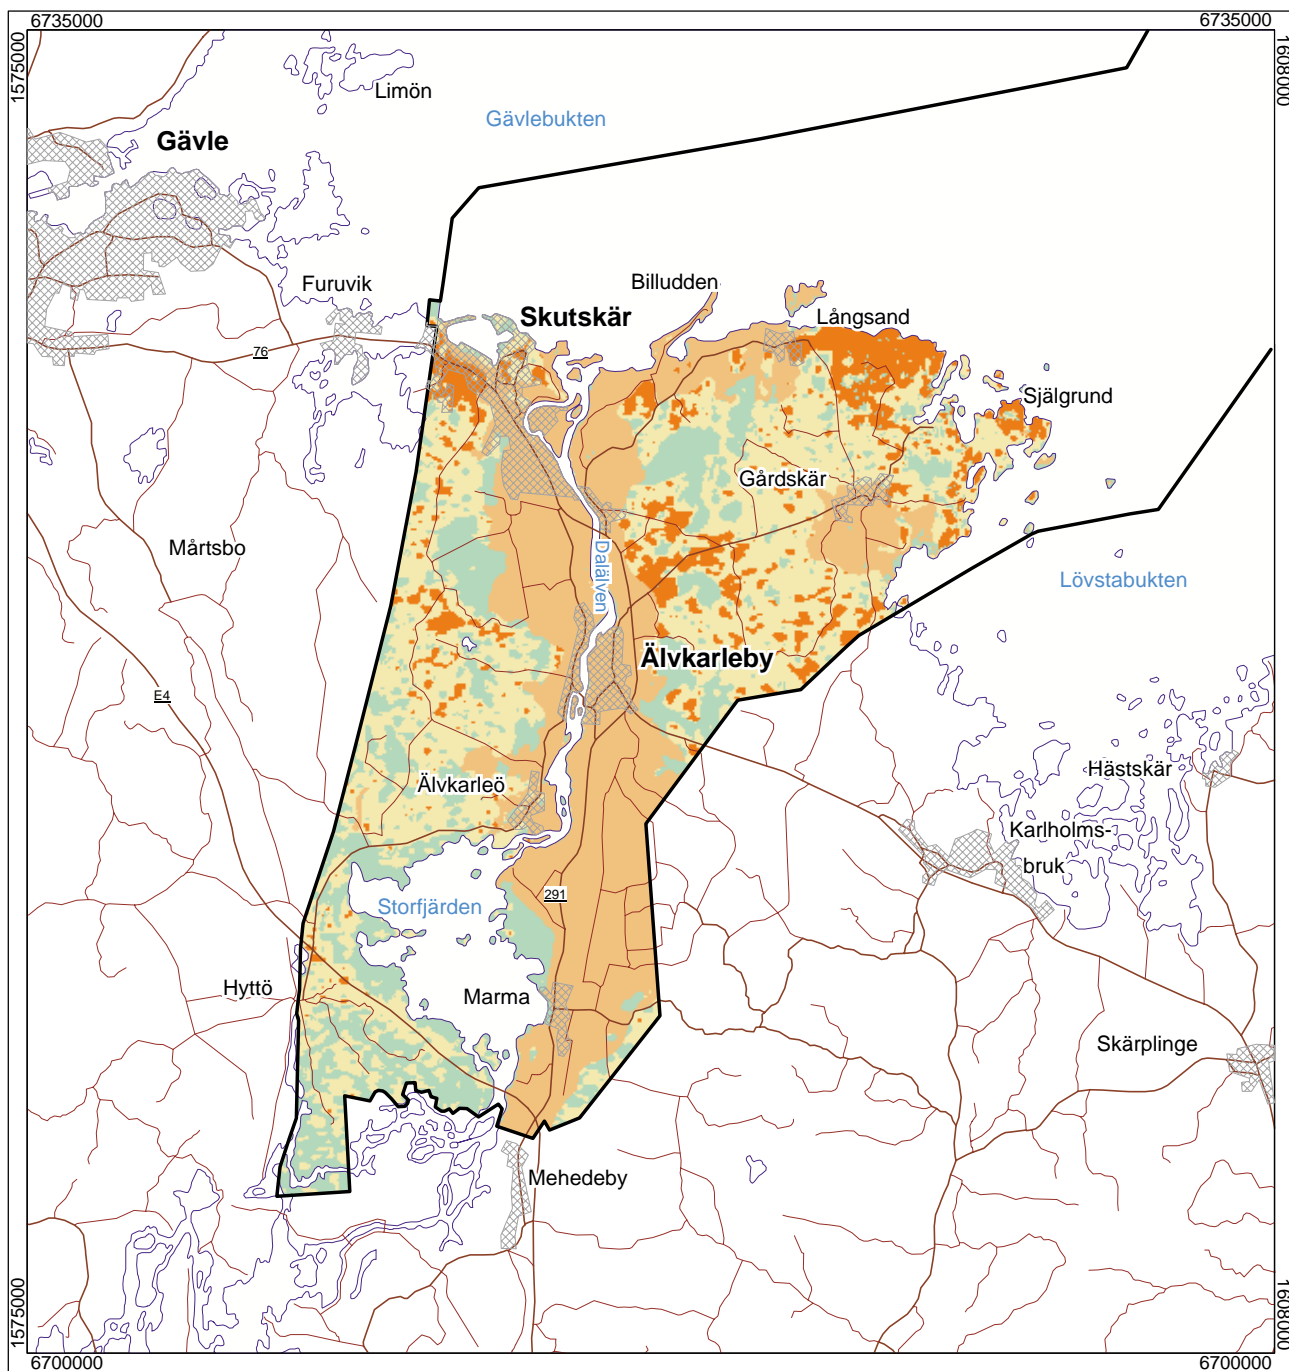 6735000
6735000
1575000
1608000
Limön
Gävlebukten
Gävle
Furuvik
Billudden
Skutskär
Långsand
76
Själgrund
Gårdskär
Mårtsbo
Dalälven
Lövstabukten
Älvkarleby
E4
Hästskär
Älvkarleö
Karlholms-
bruk
291
Storfjärden
Hyttö
Marma
Skärplinge
Mehedeby
1575000
1608000
6700000
6700000